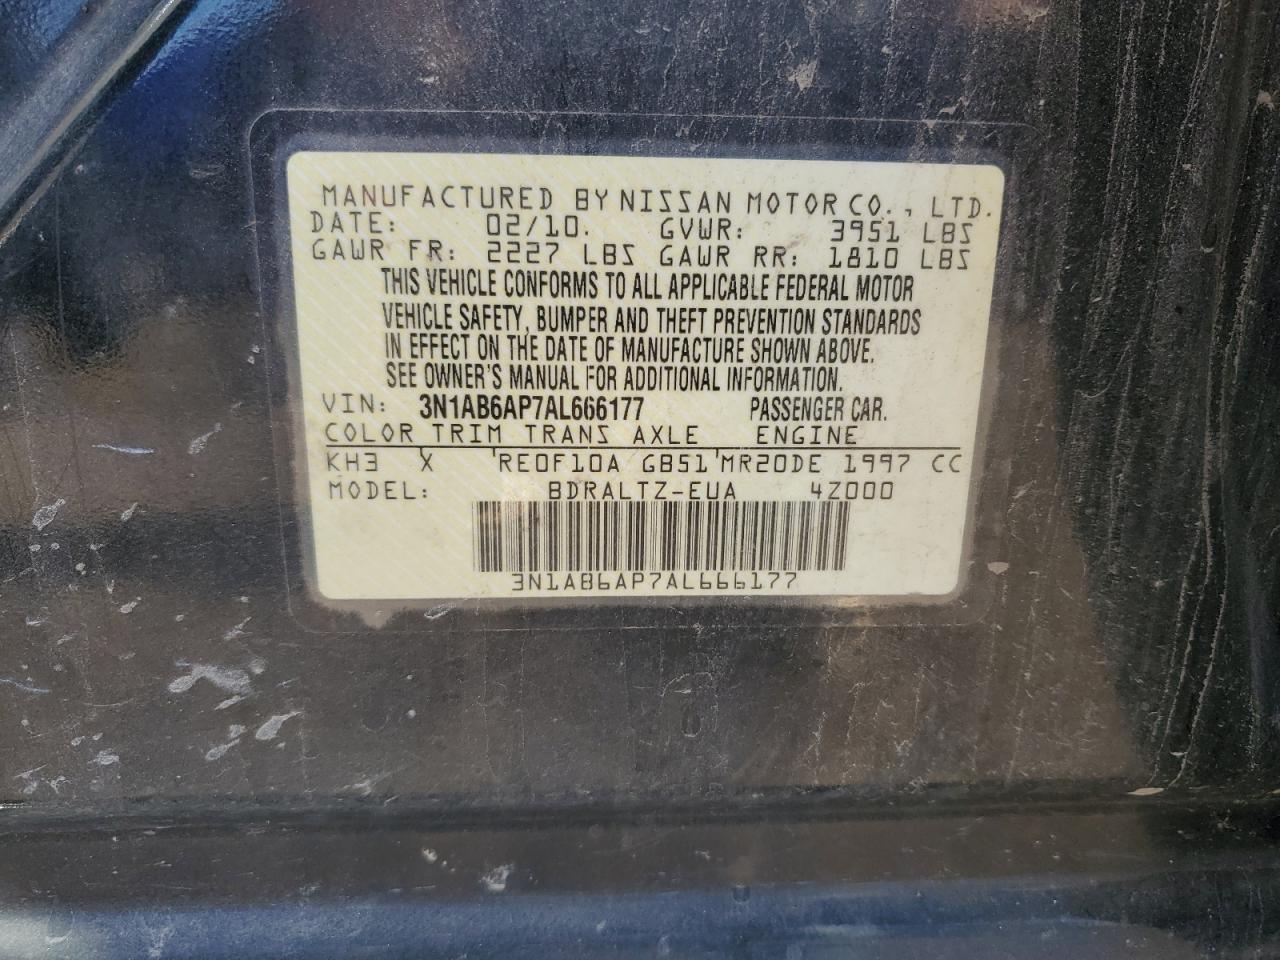 MANUFACTURED BY NISSAN MOTOR CO., LTD.
DATE: 02/10. GVWR: 3951 LBS
GAWR FR: 2227 LBS GAWR RR: 1810 LBS
THIS VEHICLE CONFORMS TO ALL APPLICABLE FEDERAL MOTOR
VEHICLE SAFETY, BUMPER AND THEFT PREVENTION STANDARDS
IN EFFECT ON THE DATE OF MANUFACTURE SHOWN ABOVE.
SEE OWNER'S MANUAL FOR ADDITIONAL INFORMATION.
VIN: 3N1AB6AP7AL666177 PASSENGER CAR.
COLOR TRIM TRANS AXLE ENGINE
KH3 X RE0F10A GB51 MR20DE 1997 CC
MODEL: BDRALTZ-EUA 4Z000
3N1AB6AP7AL666177